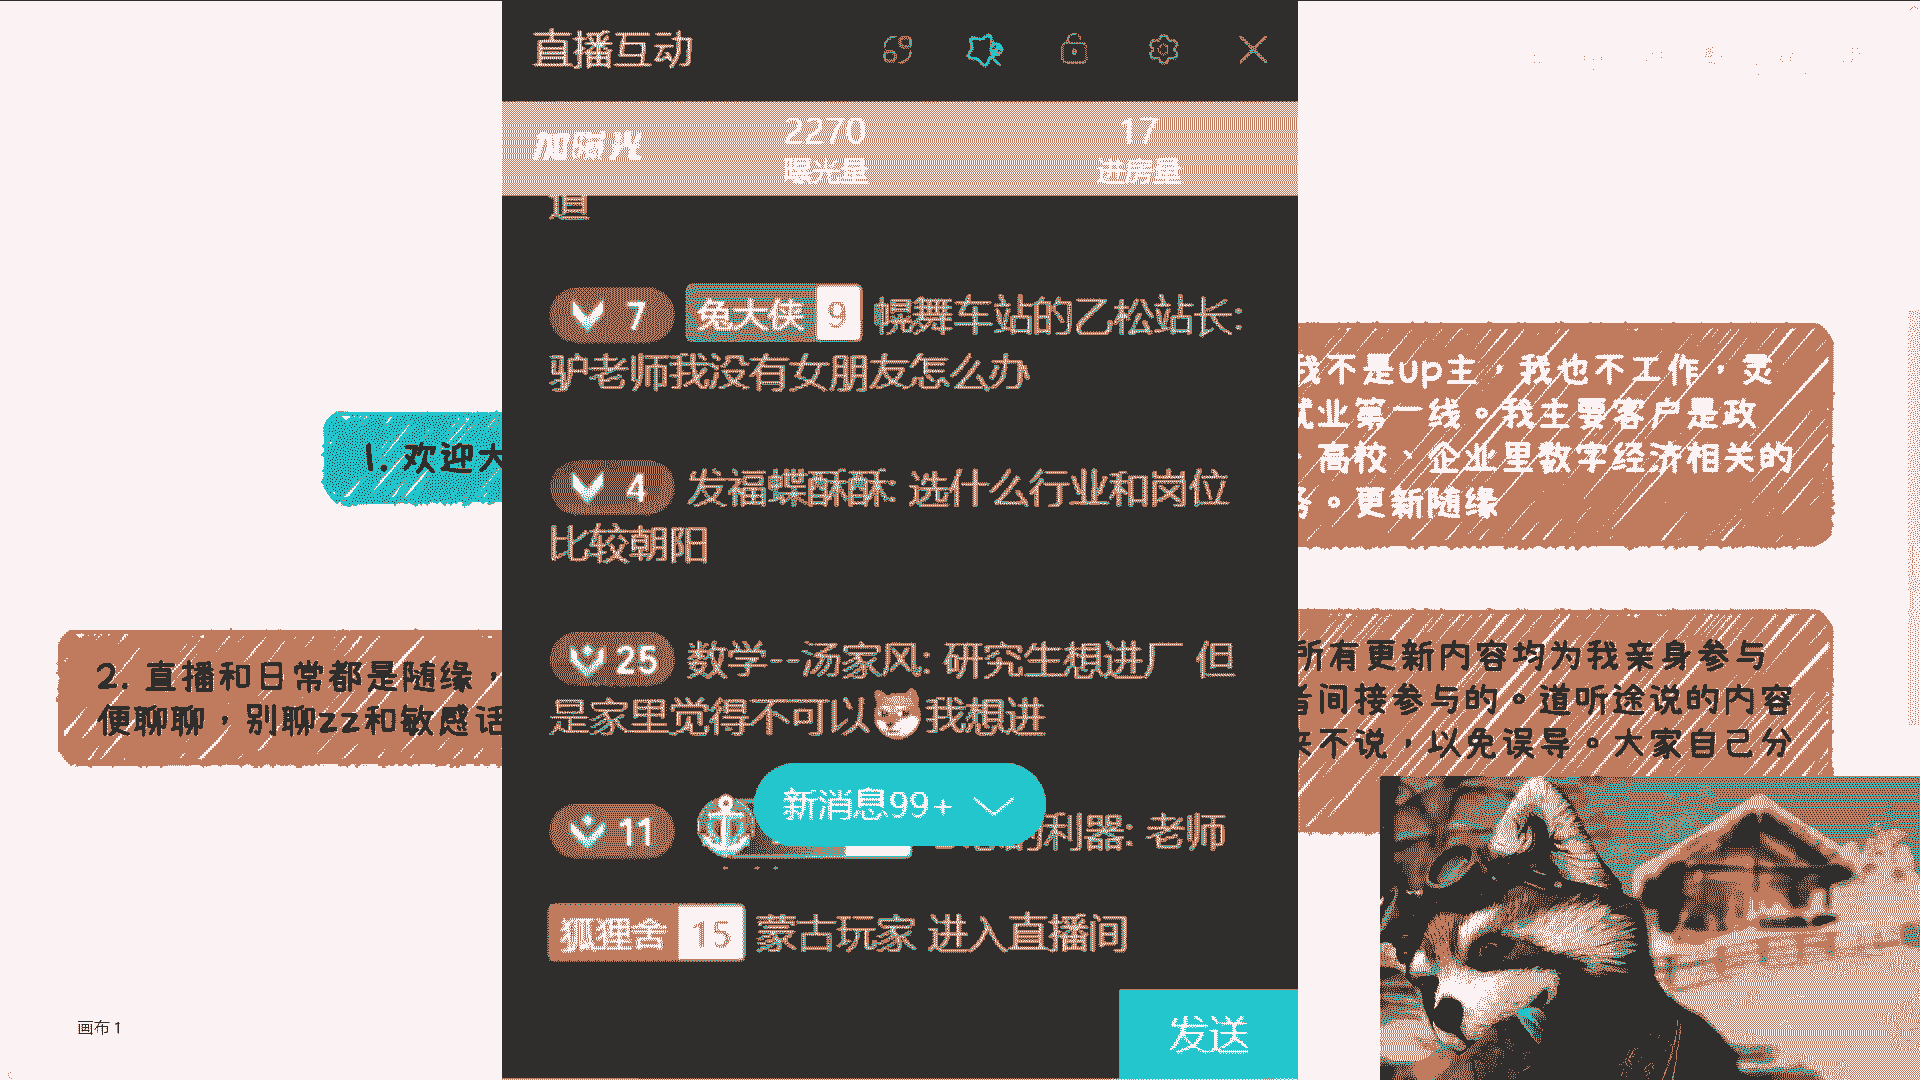 直播互动
加时光
2270
曝光量
17
进房量
道
7 兔大侠 9 幌舞车站的乙松站长:
驴老师我没有女朋友怎么办
4 发福蝶酥酥: 选什么行业和岗位
比较朝阳
25 数学--汤家风: 研究生想进厂 但
是家里觉得不可以 我想进
新消息99+
11 的利器: 老师
狐狸舍 15 蒙古玩家 进入直播间
发送
1. 欢迎大
2. 直播和日常都是随缘，
便聊聊，别聊zz和敏感话
我不是up主，我也不工作，灵
就业第一线。我主要客户是政
、高校、企业里数字经济相关的
务。更新随缘
所有更新内容均为我亲身参与
者间接参与的。道听途说的内容
来不说，以免误导。大家自己分
画布 1